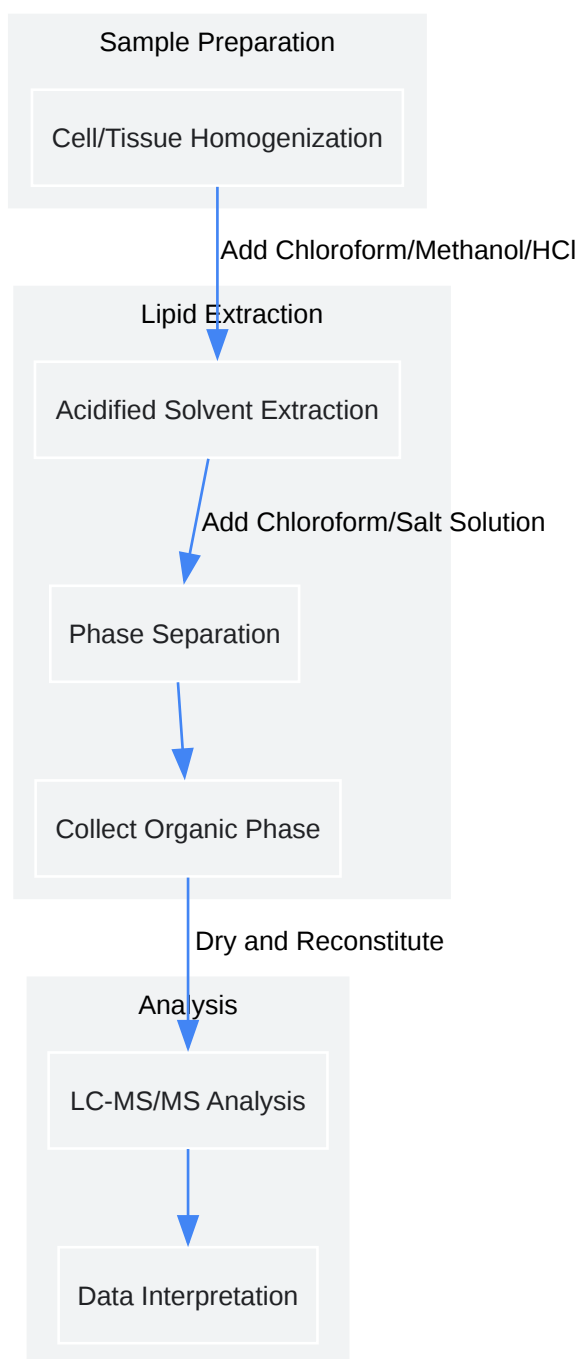 Sample Preparation
Cell/Tissue Homogenization
Add Chloroform/Methanol/HCl
Lipid Extraction
Acidified Solvent Extraction
Add Chloroform/Salt Solution
Phase Separation
Collect Organic Phase
Dry and Reconstitute
Analysis
LC-MS/MS Analysis
Data Interpretation